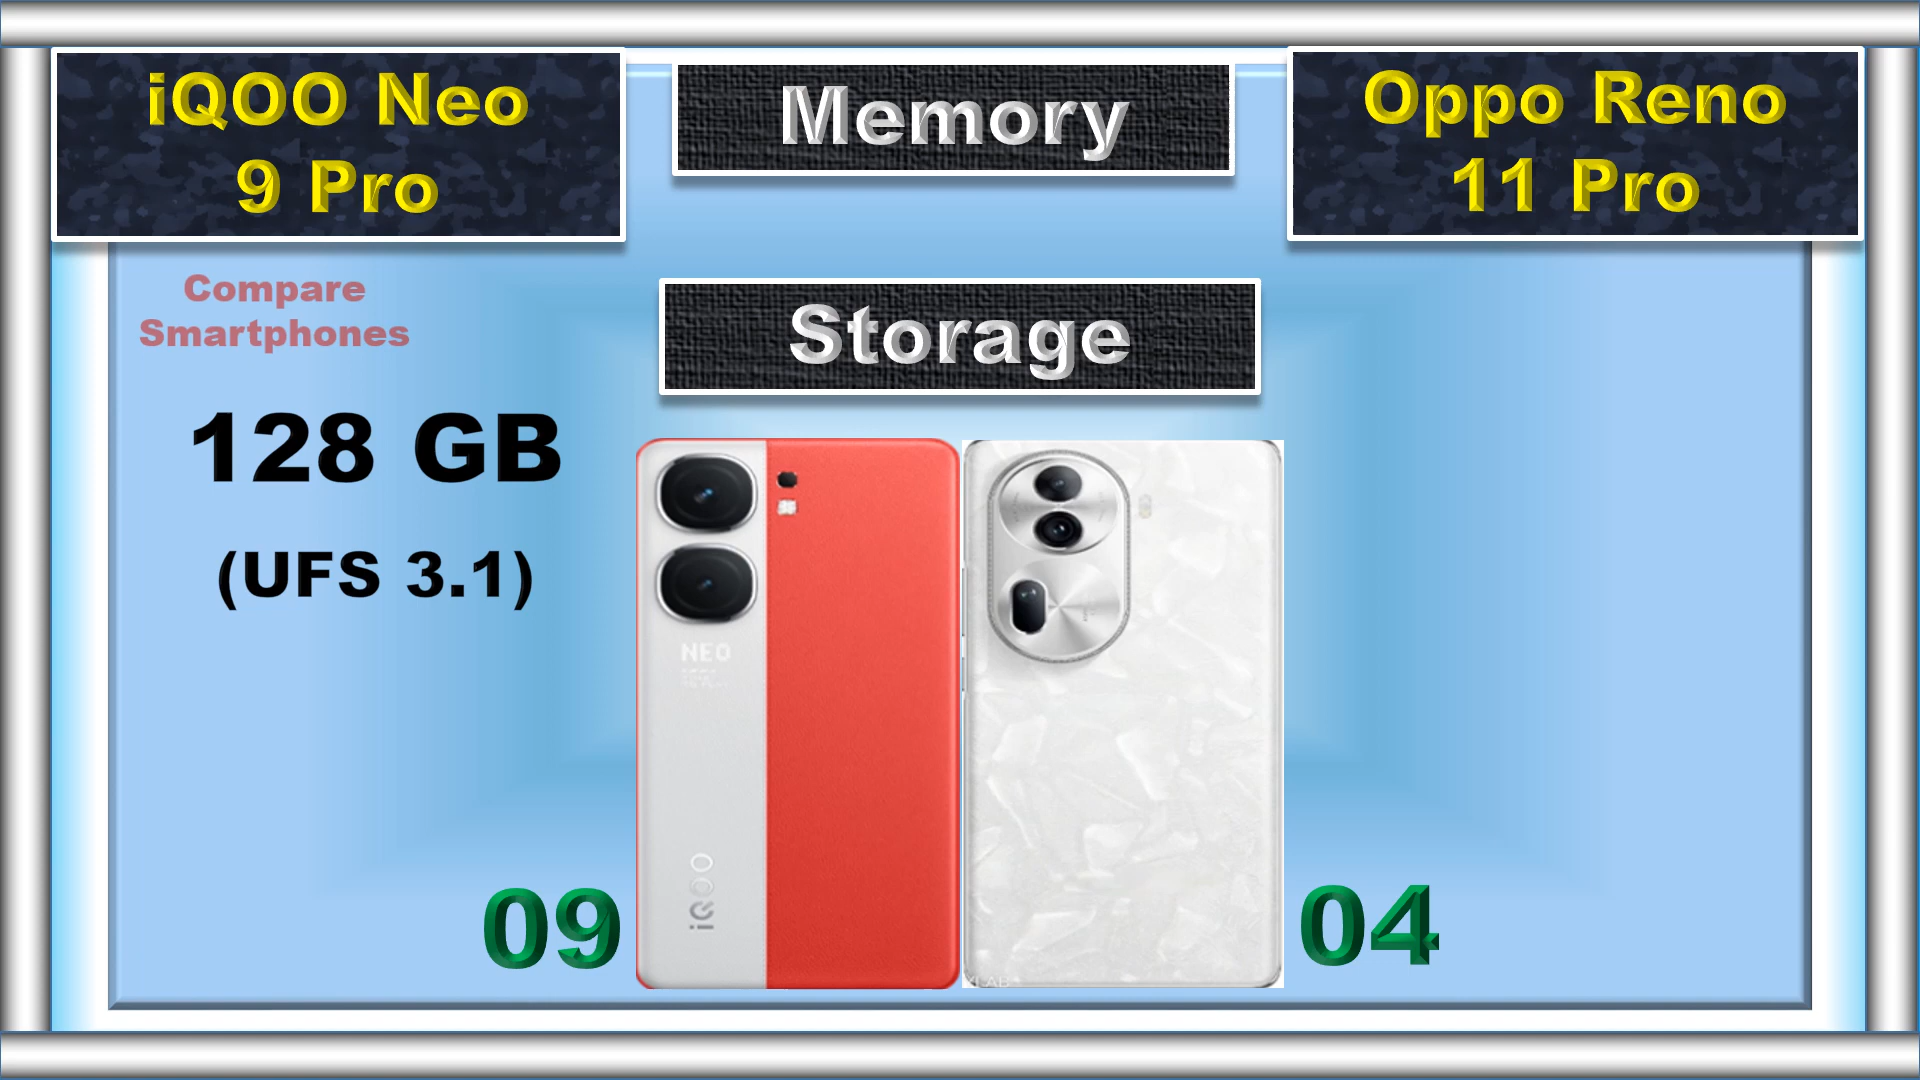 iQOO Neo
9 Pro
Memory
Oppo Reno
11 Pro
Compare
Smartphones
Storage
128 GB
(UFS 3.1)
NEO
iQOO
09
04